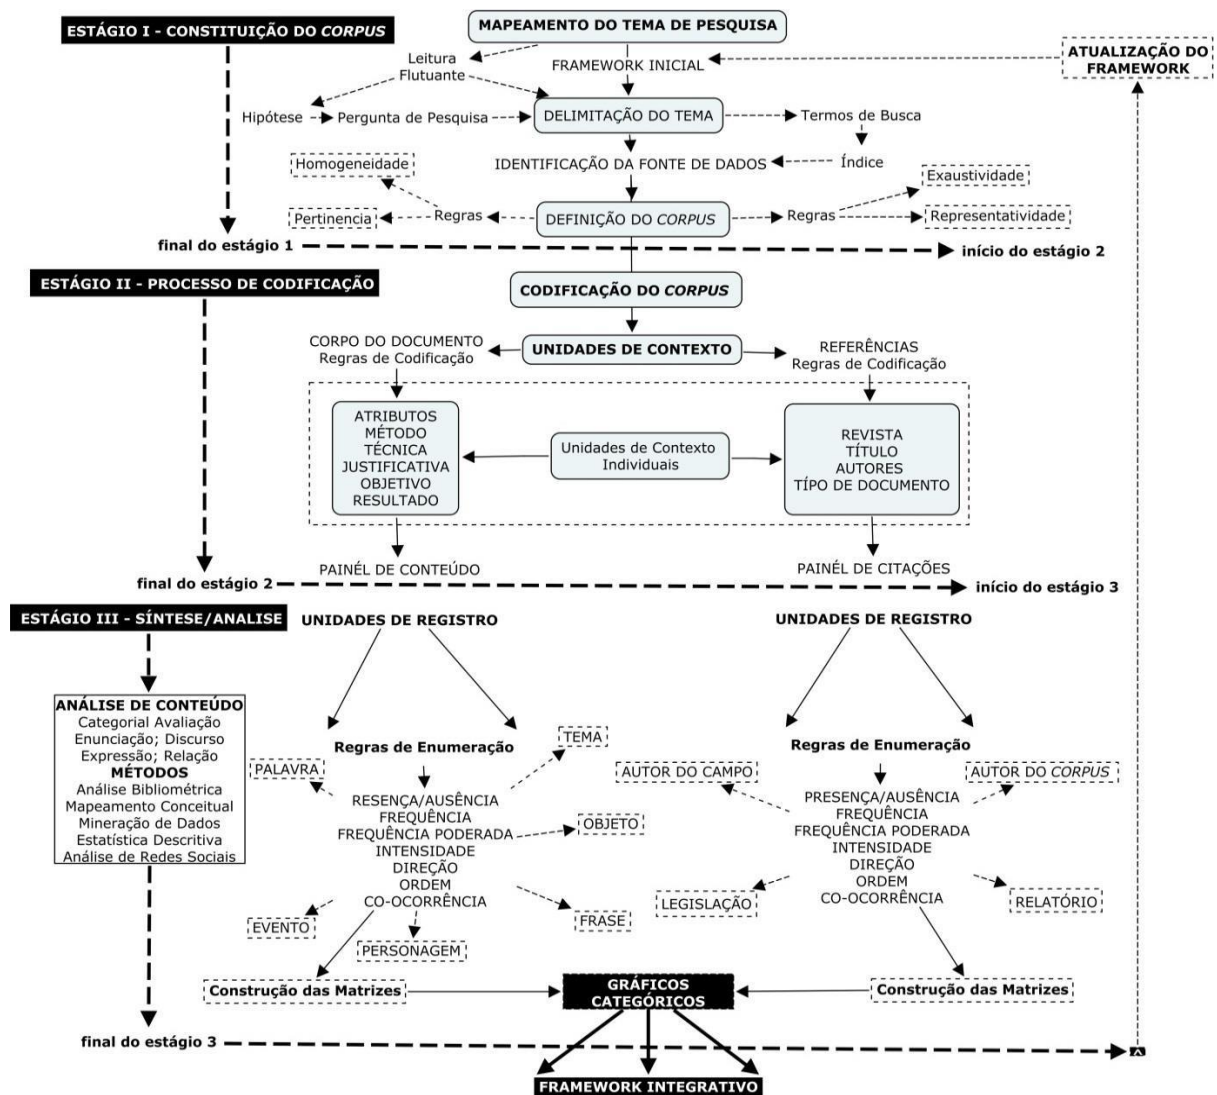 MAPEAMENTO DO TEMA DE PESQUISA
ESTÁGIO I - CONSTITUIÇÃO DO CORPUS
Leitura
Flutuante
FRAMEWORK INICIAL
ATUALIZAÇÃO DO
FRAMEWORK
Hipótese
Pergunta de Pesquisa
DELIMITAÇÃO DO TEMA
Termos de Busca
Homogeneidade
IDENTIFICAÇÃO DA FONTE DE DADOS
Índice
Exaustividade
Pertinencia
Regras
DEFINIÇÃO DO CORPUS
Regras
Representatividade
final do estágio 1
início do estágio 2
ESTÁGIO II - PROCESSO DE CODIFICAÇÃO
CODIFICAÇÃO DO CORPUS
CORPO DO DOCUMENTO
Regras de Codificação
UNIDADES DE CONTEXTO
REFERÊNCIAS
Regras de Codificação
ATRIBUTOS
MÉTODO
TÉCNICA
JUSTIFICATIVA
OBJETIVO
RESULTADO
Unidades de Contexto
Individuais
REVISTA
TÍTULO
AUTORES
TÍPO DE DOCUMENTO
PAINÉL DE CONTEÚDO
PAINÉL DE CITAÇÕES
final do estágio 2
início do estágio 3
ESTÁGIO III - SÍNTESE/ANALISE
UNIDADES DE REGISTRO
UNIDADES DE REGISTRO
ANÁLISE DE CONTEÚDO
Categorial Avaliação
Enunciação; Discurso
Expressão; Relação
MÉTODOS
Análise Bibliométrica
Mapeamento Conceitual
Mineração de Dados
Estatística Descritiva
Análise de Redes Sociais
Regras de Enumeração
TEMA
PALAVRA
RESENÇA/AUSÊNCIA
FREQUÊNCIA
FREQUÊNCIA PODERADA
INTENSIDADE
DIREÇÃO
ORDEM
CO-OCORRÊNCIA
OBJETO
EVENTO
PERSONAGEM
FRASE
Regras de Enumeração
AUTOR DO CAMPO
AUTOR DO CORPUS
PRESENÇA/AUSÊNCIA
FREQUÊNCIA
FREQUÊNCIA PODERADA
INTENSIDADE
DIREÇÃO
ORDEM
CO-OCORRÊNCIA
LEGISLAÇÃO
RELATÓRIO
Construção das Matrizes
GRÁFICOS
CATEGÓRICOS
Construção das Matrizes
final do estágio 3
FRAMEWORK INTEGRATIVO